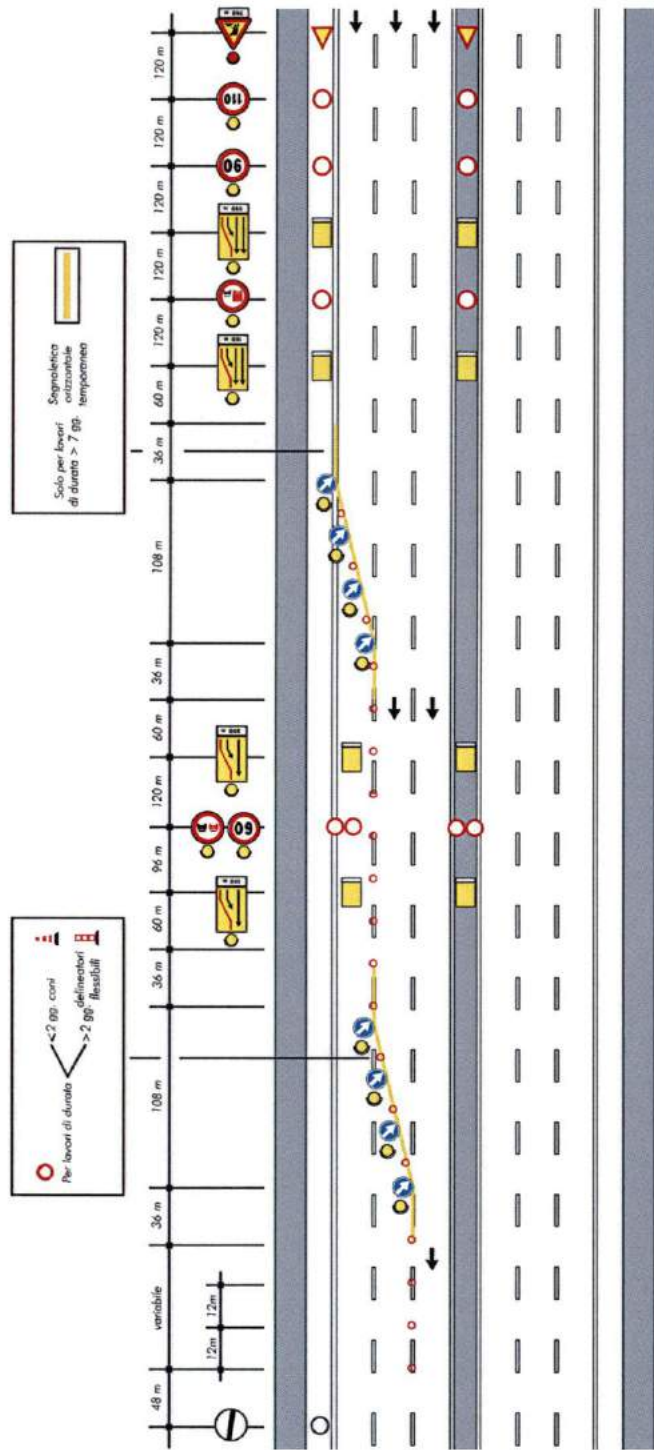 Per lavori di durata
<2 gg. coni
>2 gg. delineatori
flessibili
Solo per lavori
di durata > 7 gg.
Segnaletica
orizzontale
temporanea
48 m
variabile
36 m
108 m
36 m
60 m
96 m
120 m
60 m
36 m
108 m
36 m
60 m
120 m
120 m
120 m
120 m
120 m
12m
12m
60
90
110